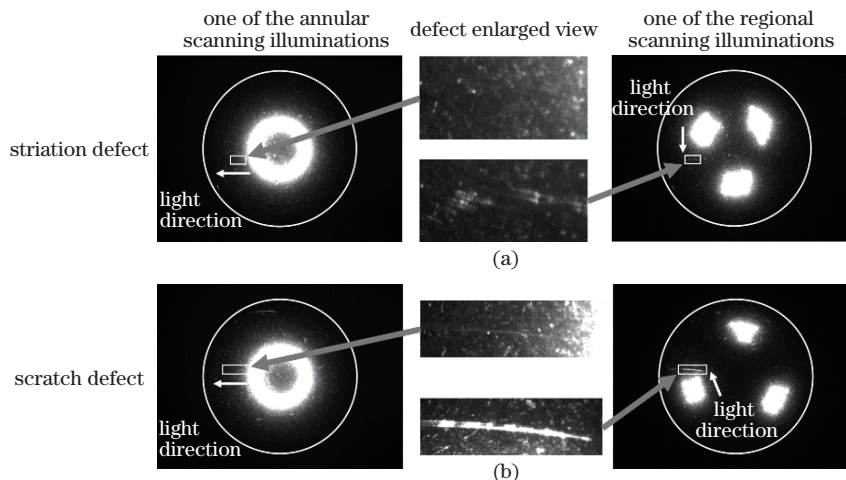 one of the annular
scanning illuminations
defect enlarged view
one of the regional
scanning illuminations
striation defect
light
direction
light
direction
(a)
scratch defect
light
direction
light
direction
(b)